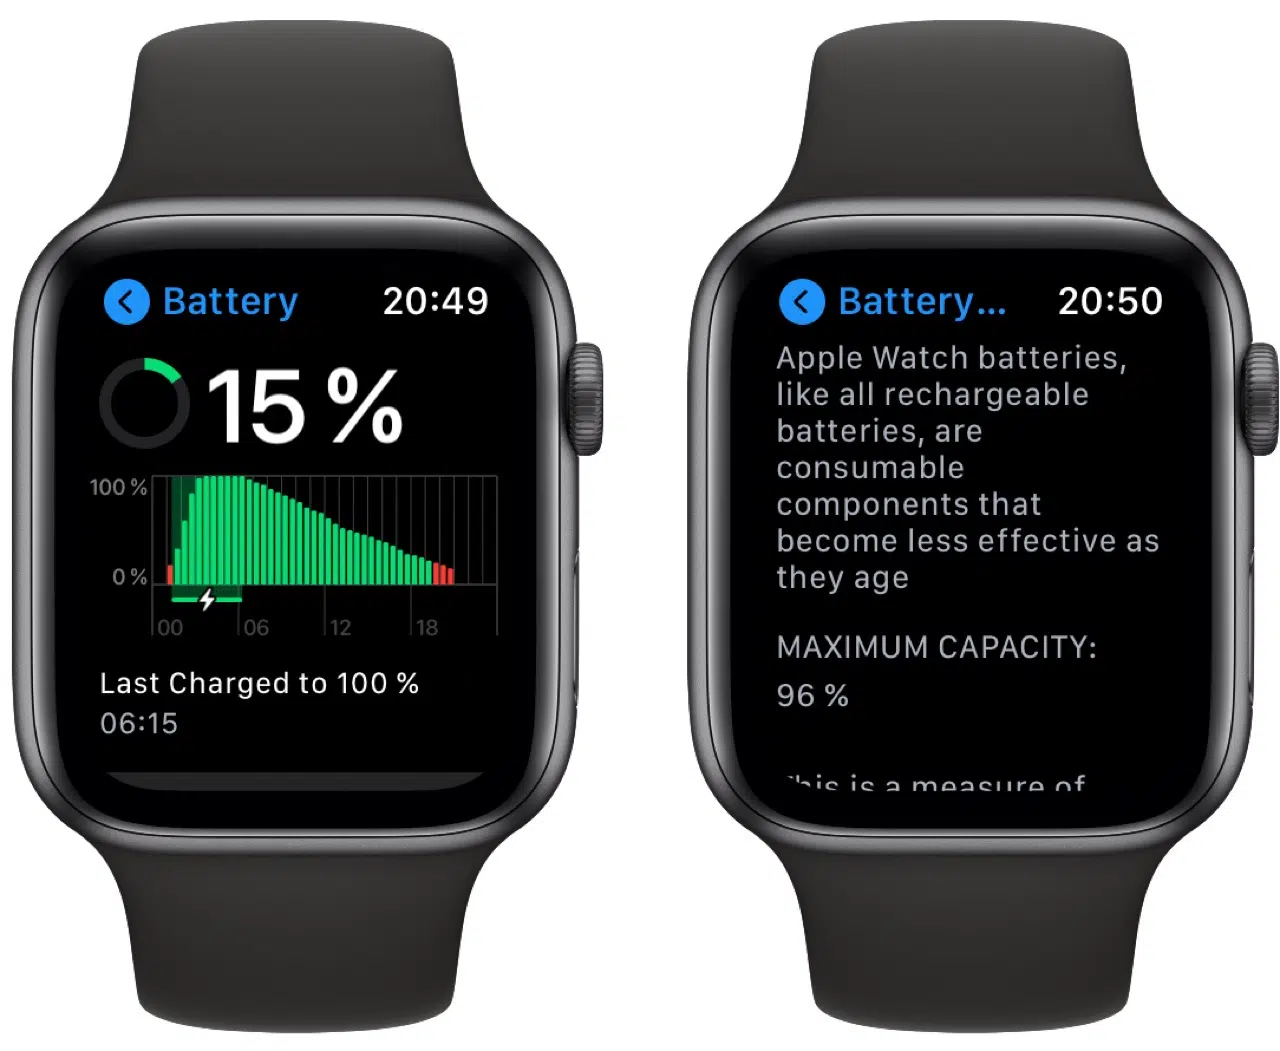 Battery 20:49
15 %
100 %
0 %
00 06 12 18
Last Charged to 100 %
06:15
Battery... 20:50
Apple Watch batteries,
like all rechargeable
batteries, are
consumable
components that
become less effective as
they age
MAXIMUM CAPACITY:
96 %
This is a measure of